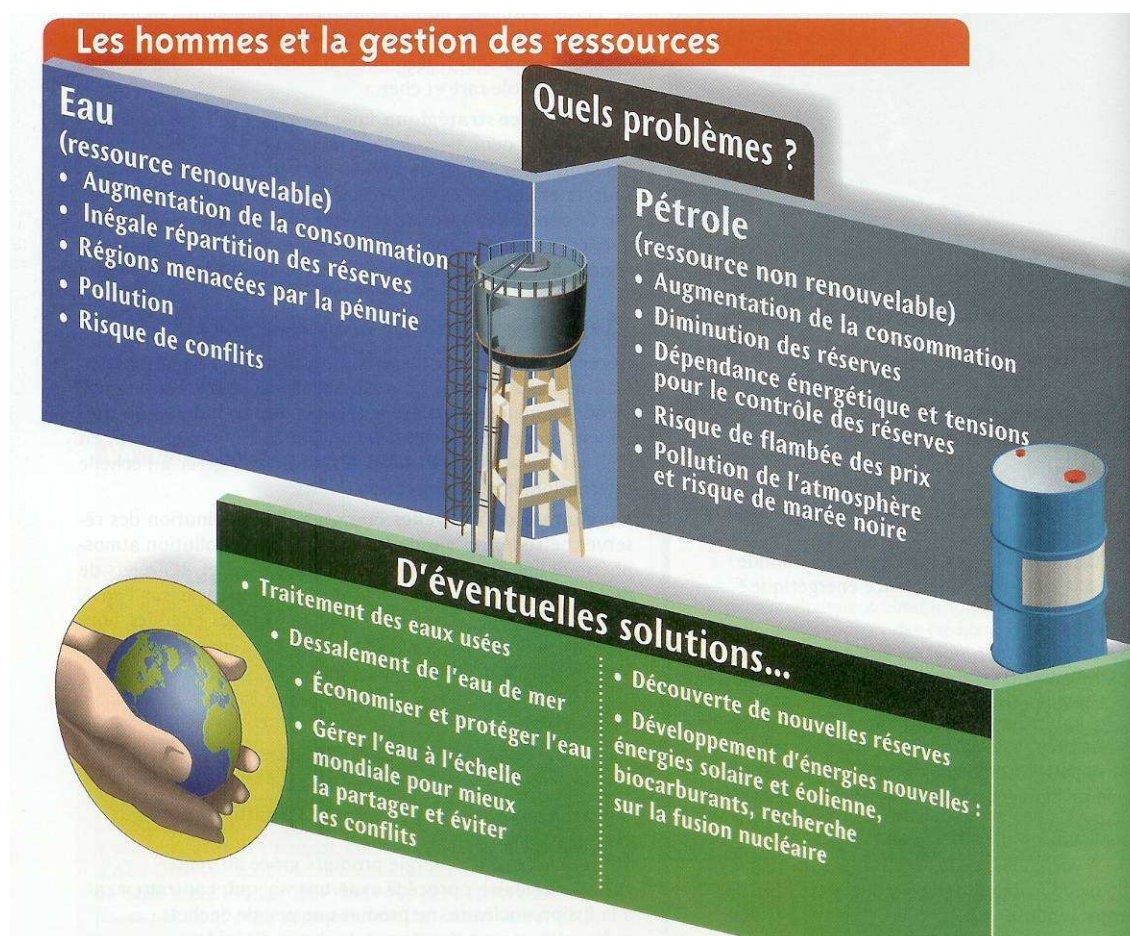 Les hommes et la gestion des ressources
Quels problèmes ?
Eau
(ressource renouvelable)
• Augmentation de la consommation
• Inégale répartition des réserves
• Régions menacées par la pénurie
• Pollution
• Risque de conflits
Pétrole
(ressource non renouvelable)
• Augmentation de la consommation
• Diminution des réserves
• Dépendance énergétique et tensions
pour le contrôle des réserves
• Risque de flambée des prix
• Pollution de l'atmosphère
et risque de marée noire
D'éventuelles solutions...
• Traitement des eaux usées
• Dessalement de l'eau de mer
• Économiser et protéger l'eau
• Gérer l'eau à l'échelle
mondiale pour mieux
la partager et éviter
les conflits
• Découverte de nouvelles réserves
• Développement d'énergies nouvelles :
énergies solaire et éolienne,
biocarburants, recherche
sur la fusion nucléaire